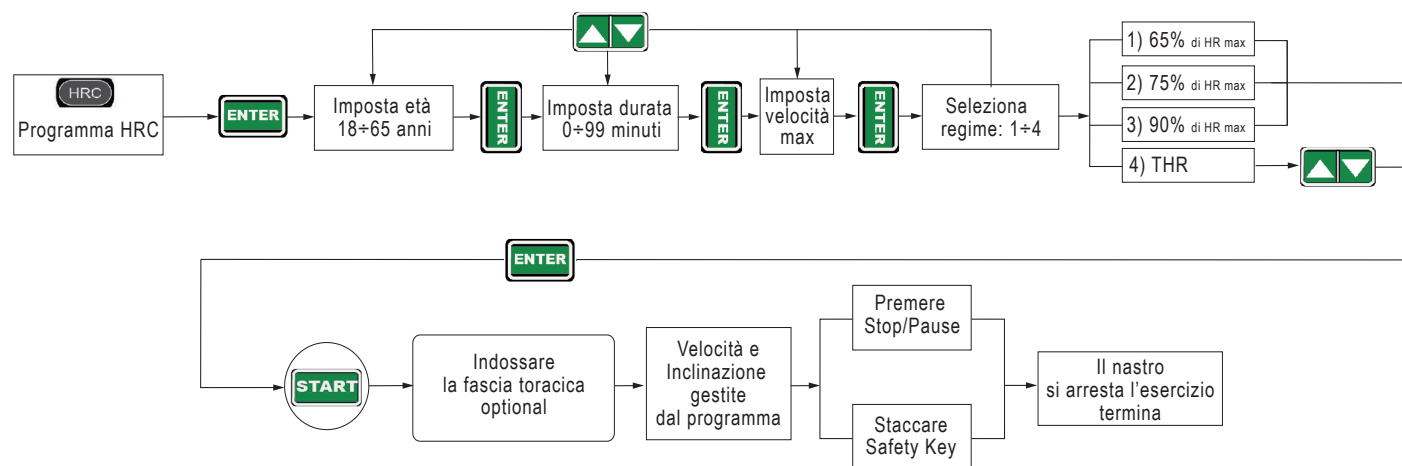 HRC
Programma HRC
ENTER
Imposta età
18÷65 anni
ENTER
Imposta durata
0÷99 minuti
ENTER
Imposta
velocità
max
ENTER
Seleziona
regime: 1÷4
1) 65% di HR max
2) 75% di HR max
3) 90% di HR max
4) THR
ENTER
START
Indossare
la fascia toracica
optional
Velocità e
Inclinazione
gestite
dal programma
Premere
Stop/Pause
Staccare
Safety Key
Il nastro
si arresta l’esercizio
termina